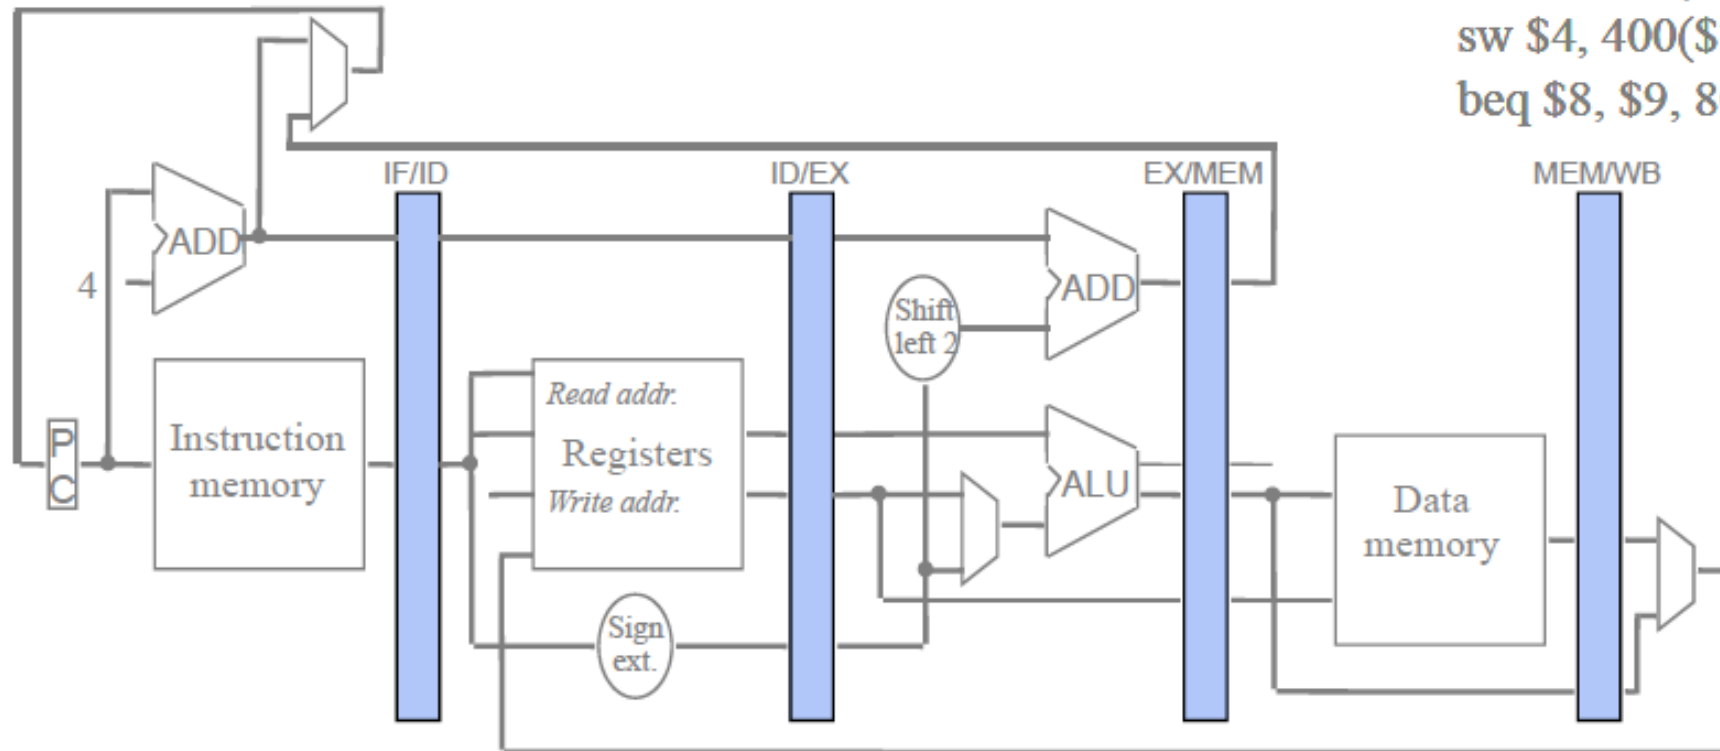 sw $4, 400($
beq $8, $9, 8
IF/ID
ID/EX
EX/MEM
MEM/WB
ADD
4
ADD
Shift
left 2
Instruction
memory
P
C
Read addr.
Registers
Write addr.
ALU
Data
memory
Sign
ext.